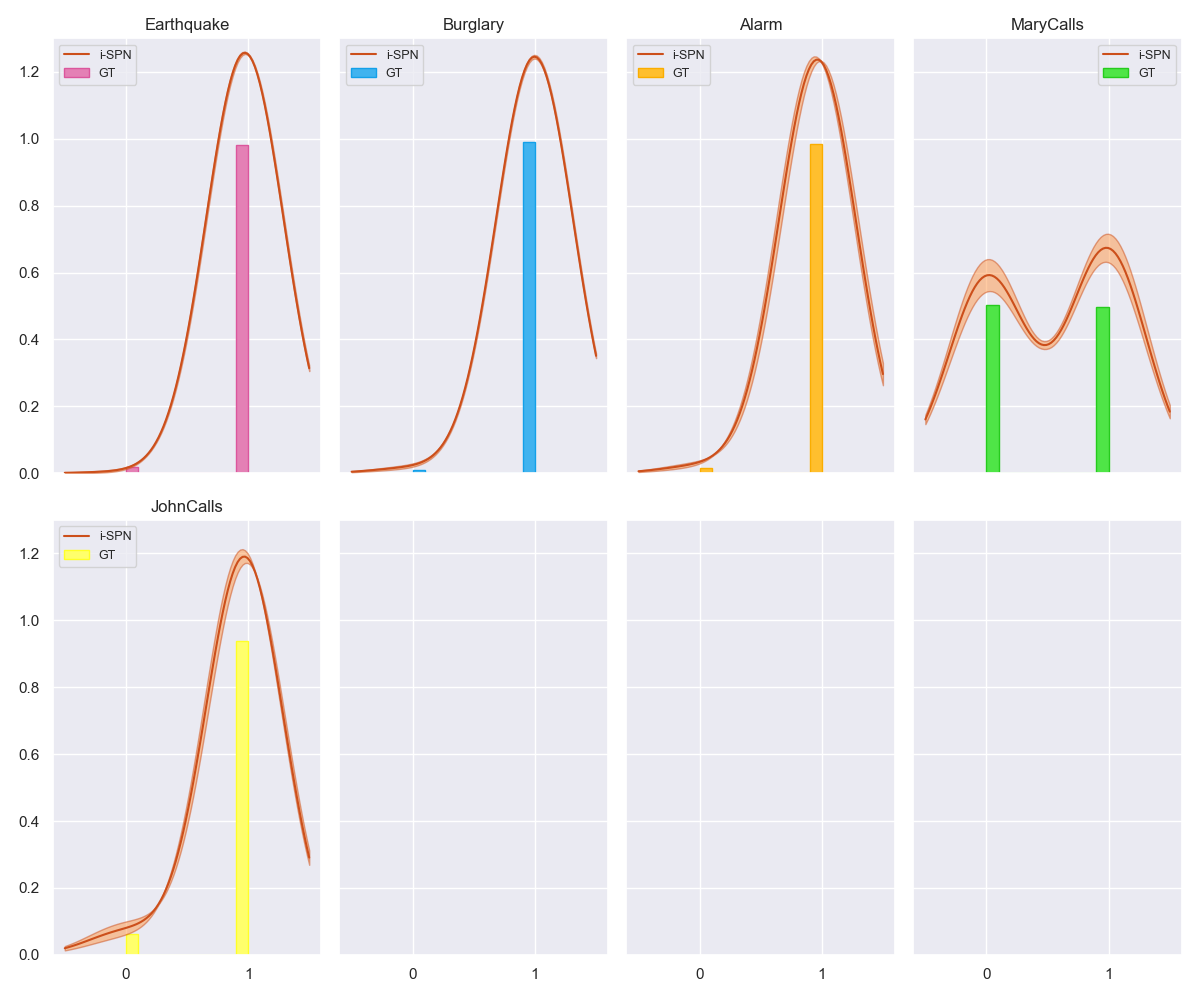 Earthquake
i-SPN
GT
1.2
1.0
0.8
0.6
0.4
0.2
0.0
Burglary
i-SPN
GT
Alarm
i-SPN
GT
MaryCalls
i-SPN
GT
JohnCalls
i-SPN
GT
1.2
1.0
0.8
0.6
0.4
0.2
0.0
0 1
0 1
0 1
0 1